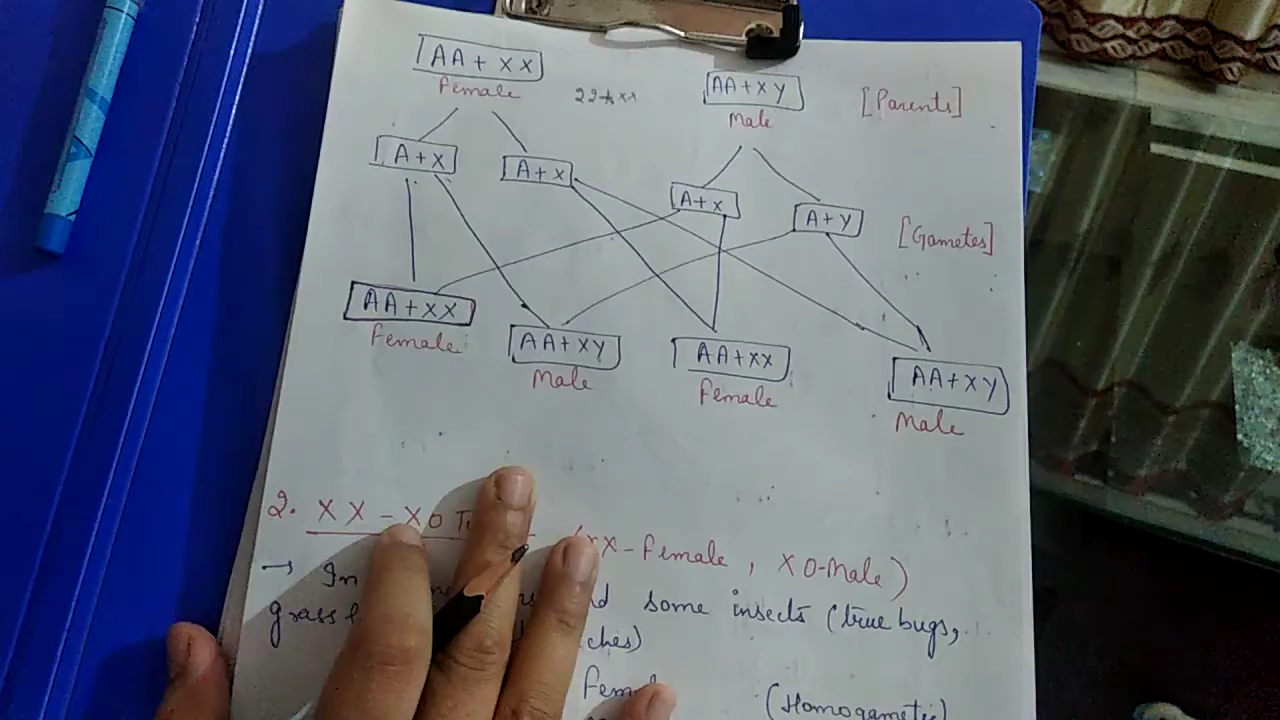 AA + XX
Female
22+xx
AA + XY
Male
[Parents]
A + X
A + X
A + X
A + Y
[Gametes]
AA + XX
Female
AA + XY
Male
AA + XX
Female
AA + XY
Male
2. XX - XO
XX - Female , XO - Male )
→ In
some insects (true bugs,
grass
ches)
(Homogametic)